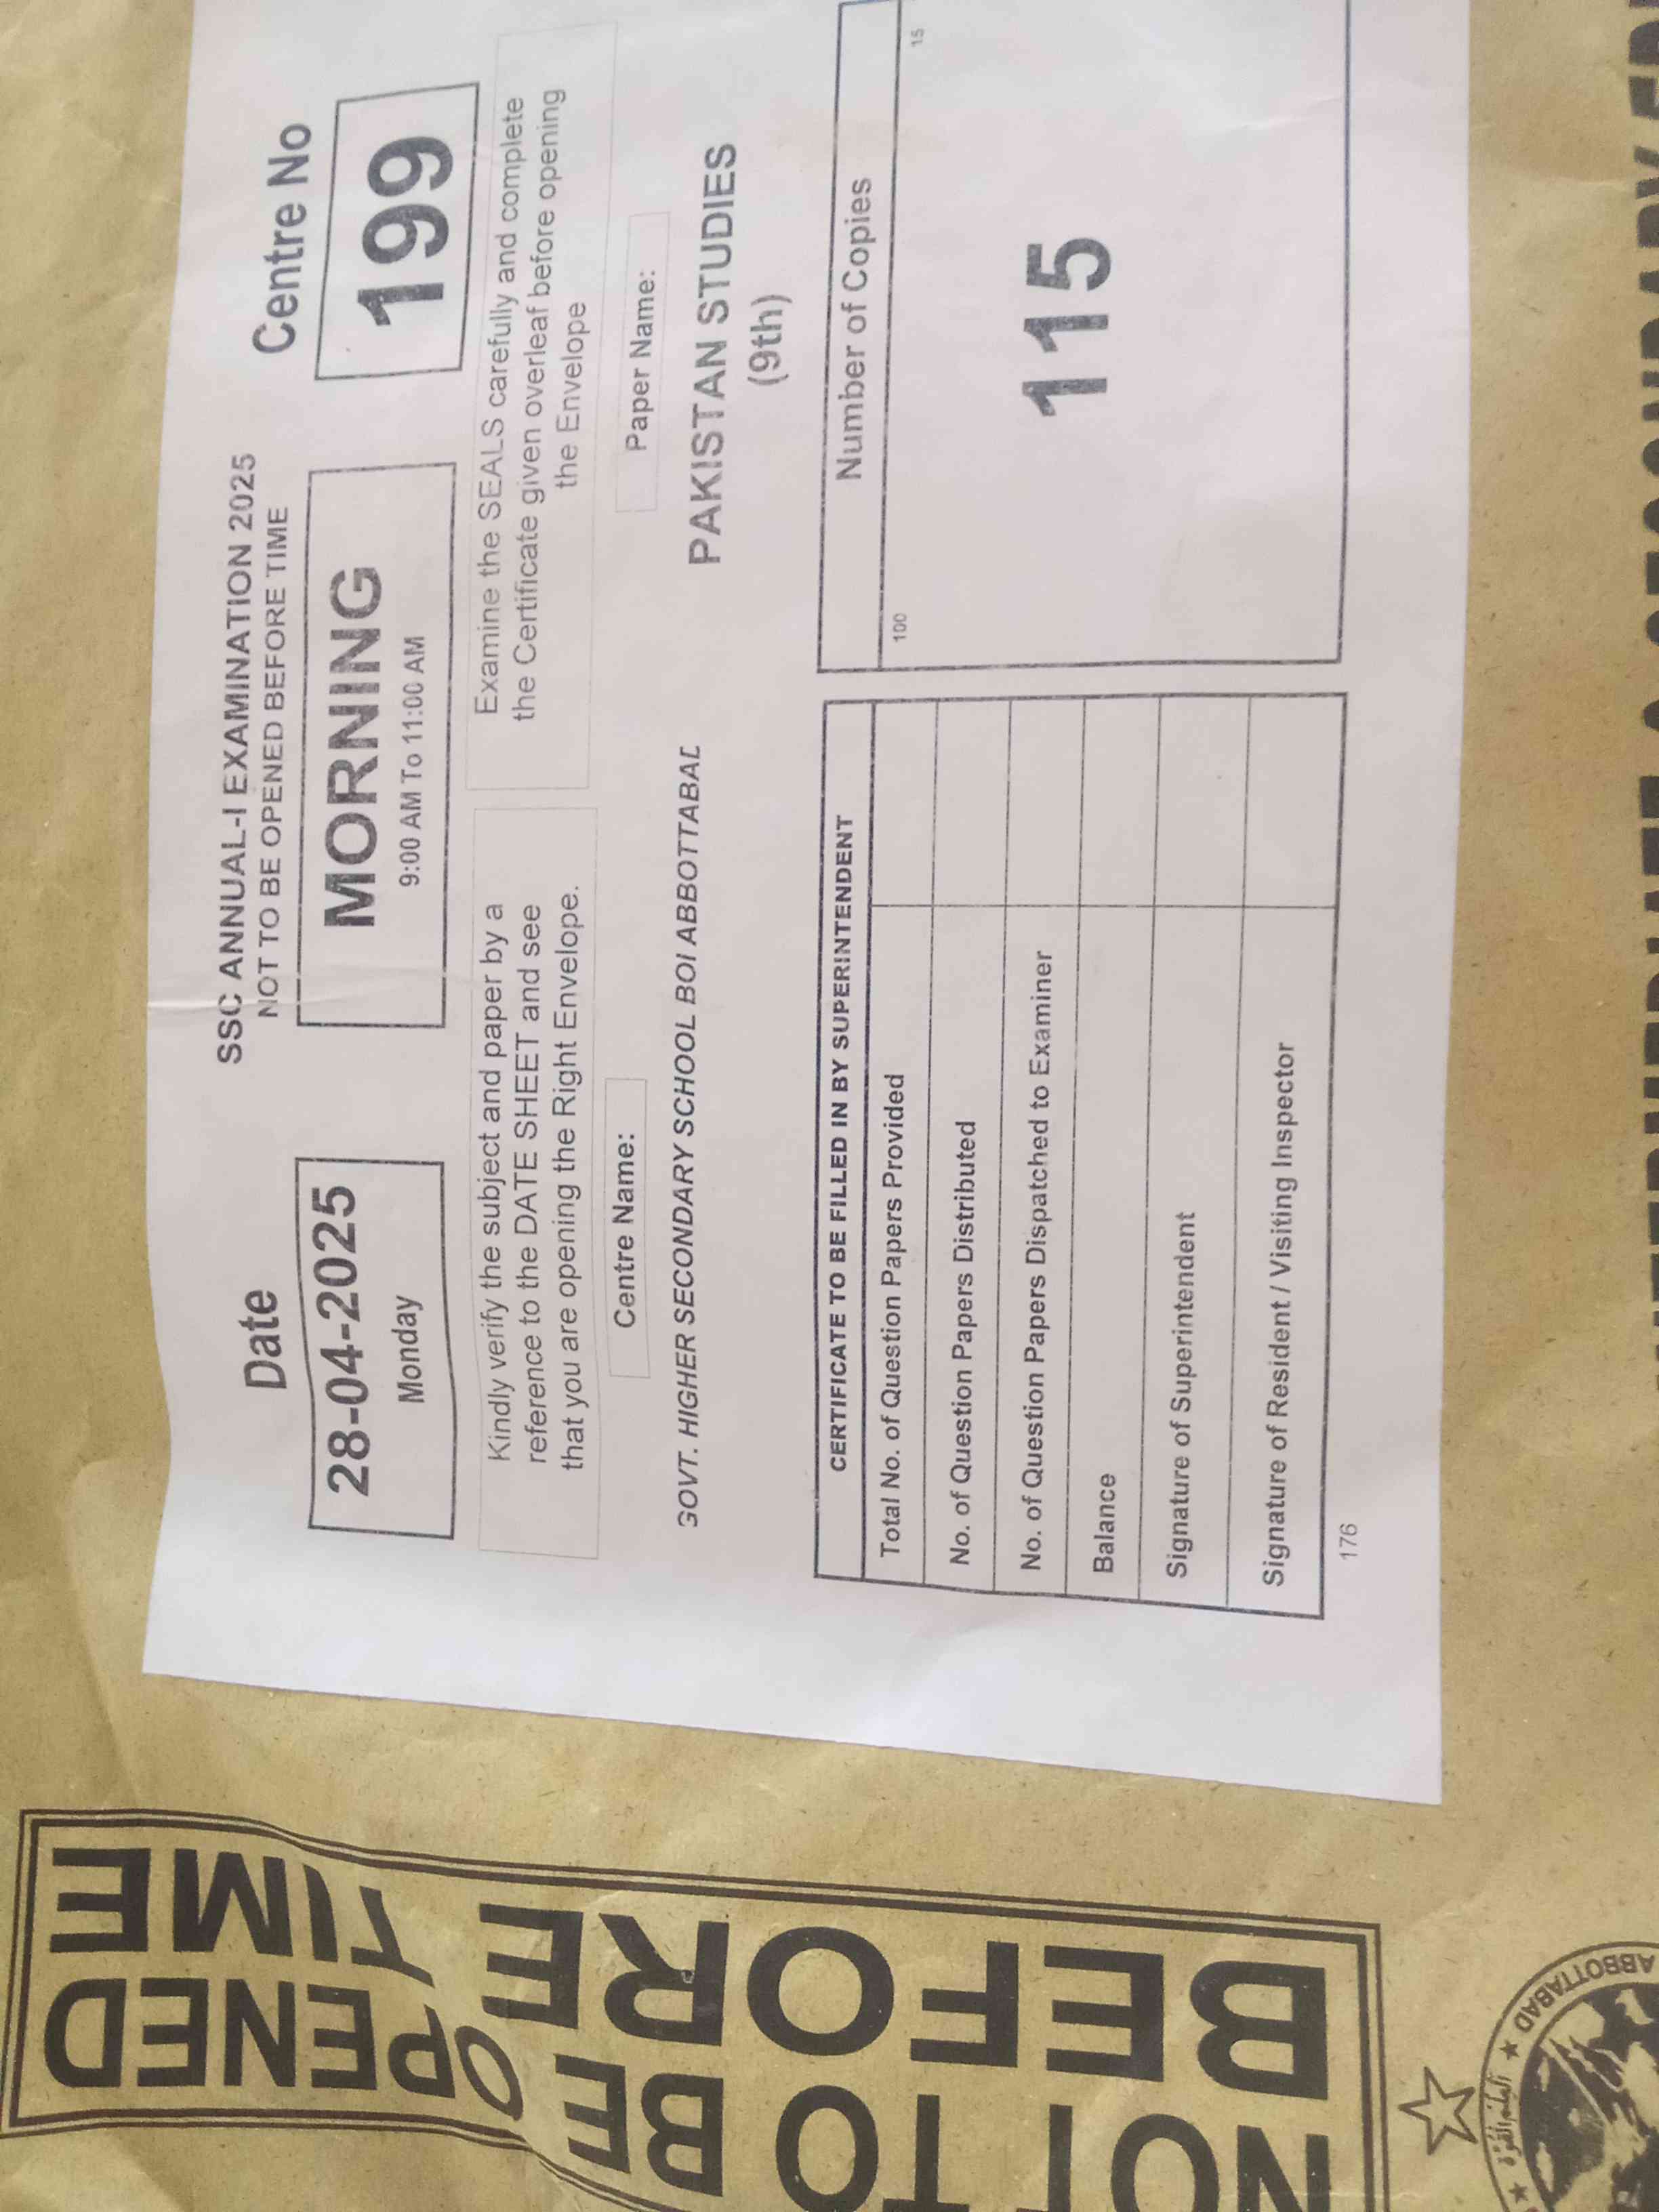 SSC ANNUAL-I EXAMINATION 2025
NOT TO BE OPENED BEFORE TIME
Date
28-04-2025
Monday
MORNING
9:00 AM To 11:00 AM
Centre No
199
Kindly verify the subject and paper by a
reference to the DATE SHEET and see
that you are opening the Right Envelope.
Examine the SEALS carefully and complete
the Certificate given overleaf before opening
the Envelope
Centre Name:
GOVT. HIGHER SECONDARY SCHOOL BOI ABBOTTABAD
Paper Name:
PAKISTAN STUDIES
(9th)
CERTIFICATE TO BE FILLED IN BY SUPERINTENDENT
Total No. of Question Papers Provided
No. of Question Papers Distributed
No. of Question Papers Dispatched to Examiner
Balance
Signature of Superintendent
Signature of Resident / Visiting Inspector
176
Number of Copies
100
15
115
NOT TO BE OPENED
BEFORE TIME
ABBOTTABAD